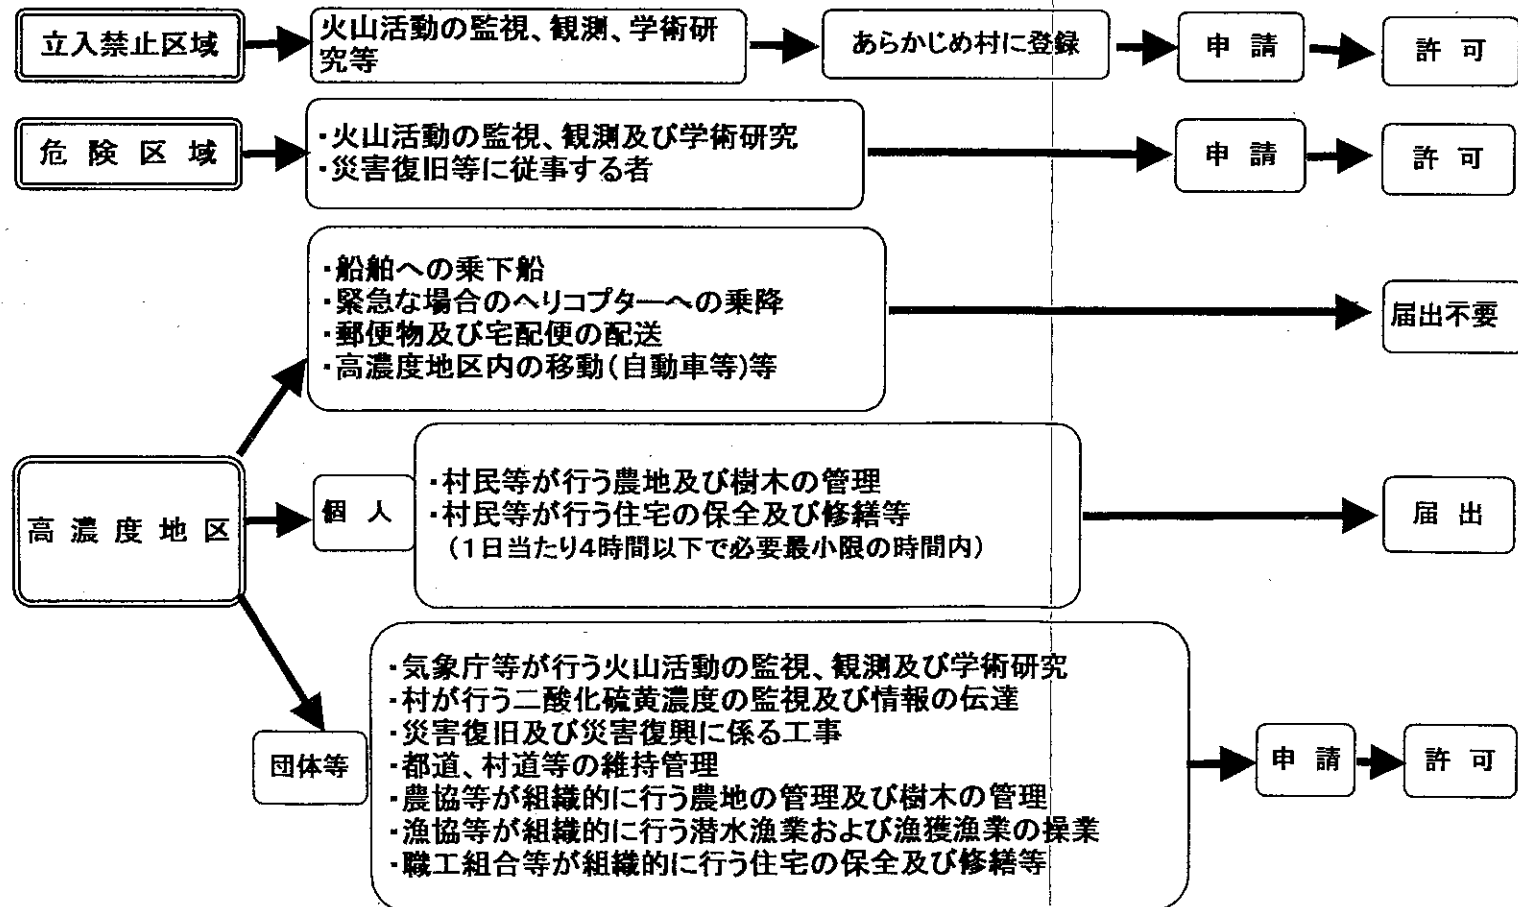 立入禁止区域
火山活動の監視、観測、学術研
究等
あらかじめ村に登録
申 請
許 可
危 険 区 域
・火山活動の監視、観測及び学術研究
・災害復旧等に従事する者
申 請
許 可
・船舶への乗下船
・緊急な場合のヘリコプターへの乗降
・郵便物及び宅配便の配送
・高濃度地区内の移動(自動車等)等
届出不要
高 濃 度 地 区
個 人
・村民等が行う農地及び樹木の管理
・村民等が行う住宅の保全及び修繕等
(1日当たり4時間以下で必要最小限の時間内)
届 出
団体等
・気象庁等が行う火山活動の監視、観測及び学術研究
・村が行う二酸化硫黄濃度の監視及び情報の伝達
・災害復旧及び災害復興に係る工事
・都道、村道等の維持管理
・農協等が組織的に行う農地の管理及び樹木の管理
・漁協等が組織的に行う潜水漁業および漁獲漁業の操業
・職工組合等が組織的に行う住宅の保全及び修繕等
申 請
許 可